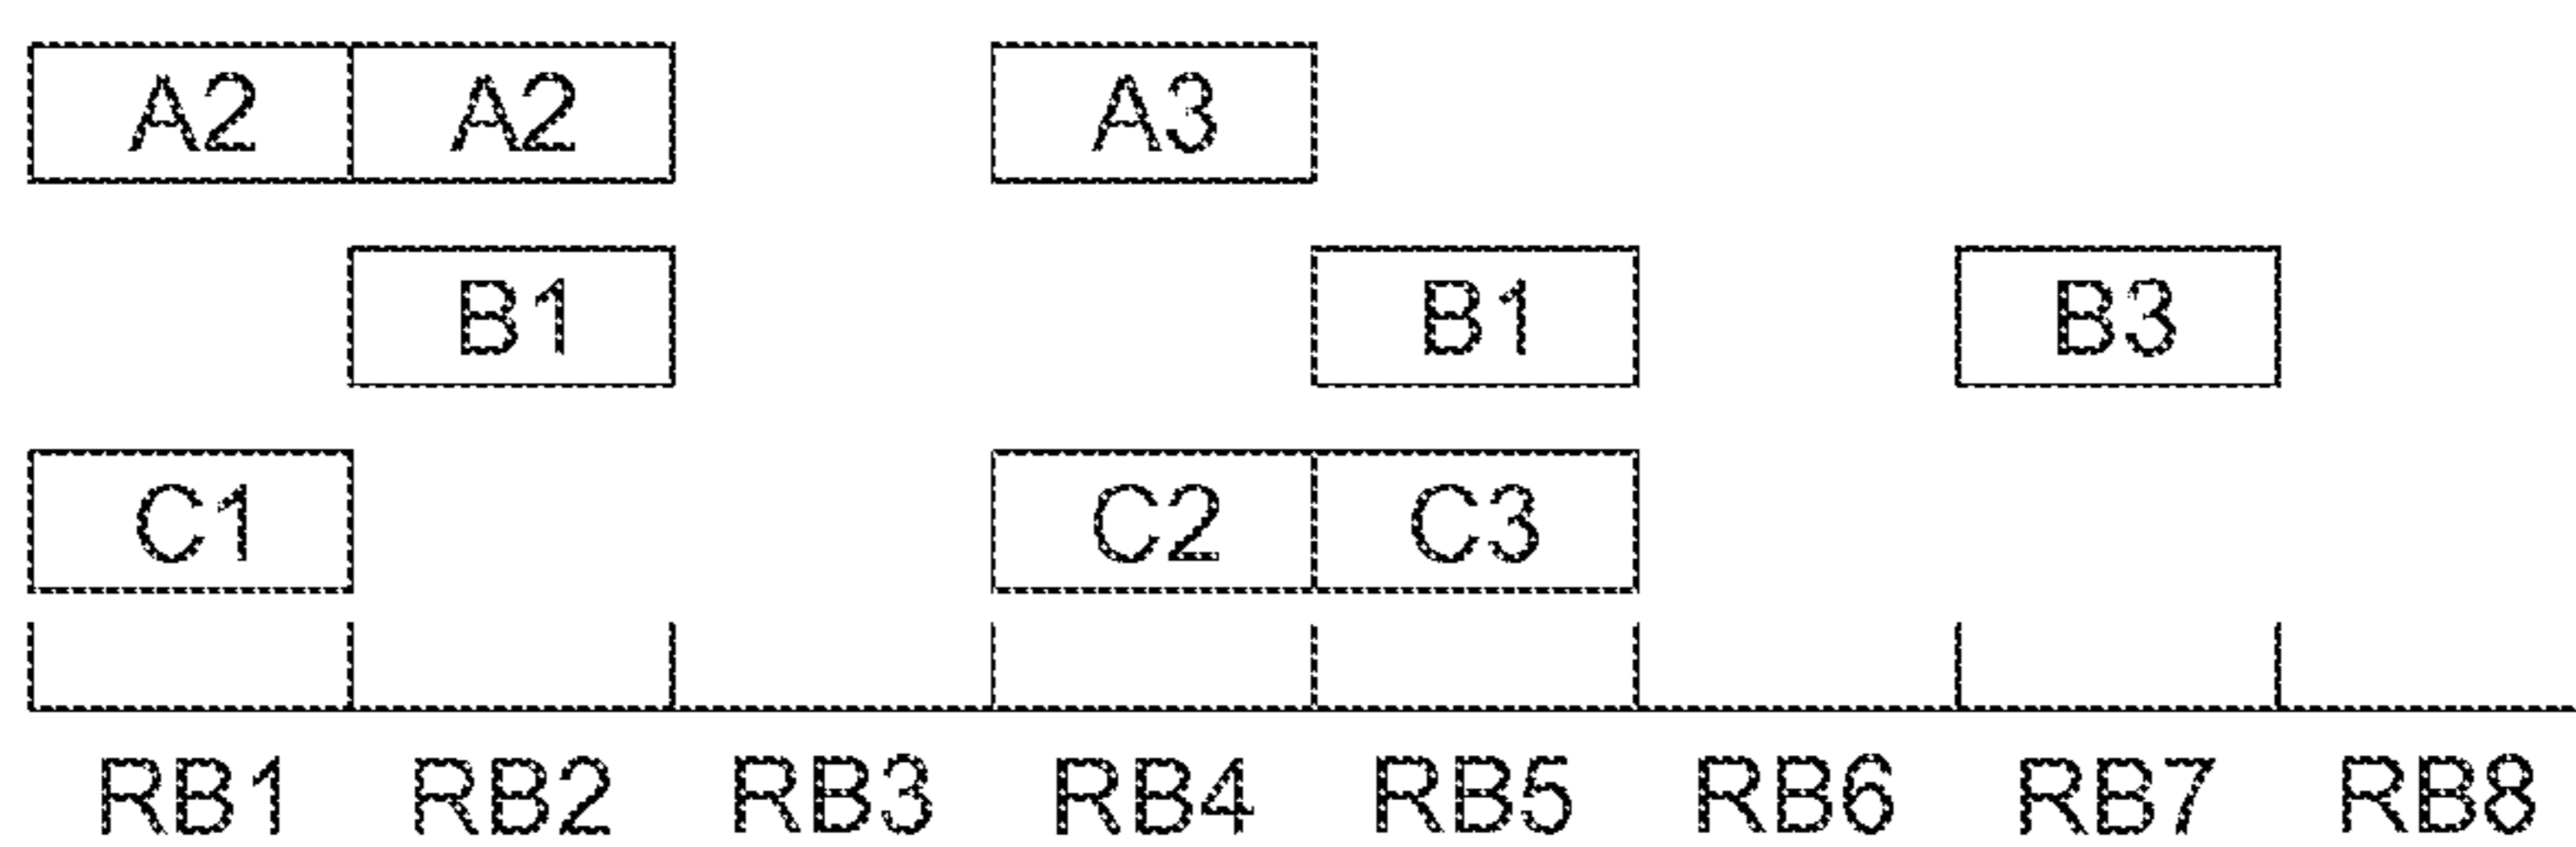 A2 A2 A3
B1 B1 B3
C1 C2 C3
RB1 RB2 RB3 RB4 RB5 RB6 RB7 RB8